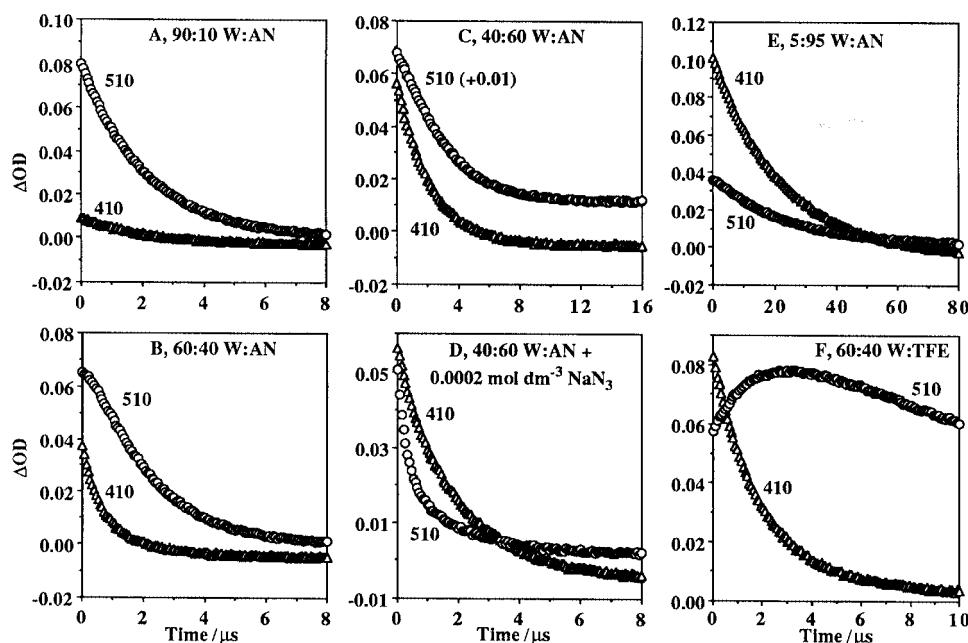 A, 90:10 W:AN
C, 40:60 W:AN
E, 5:95 W:AN
0.10
0.08
0.06
0.04
0.02
0.00
-0.02
0.08
0.06
0.04
0.02
0.00
-0.02
0.10
0.08
0.06
0.04
0.02
0.00
-0.02
510
410
510 (+0.01)
410
410
510
ΔOD
0 2 4 6 8
0 4 8 12 16
0 20 40 60 80
B, 60:40 W:AN
D, 40:60 W:AN +
0.0002 mol dm⁻³ NaN₃
F, 60:40 W:TFE
0.08
0.06
0.04
0.02
0.00
-0.02
0.05
0.03
0.01
-0.01
0.08
0.06
0.04
0.02
0.00
510
410
410
510
510
410
ΔOD
0 2 4 6 8
0 2 4 6 8
0 2 4 6 8 10
Time /µs
Time /µs
Time /µs